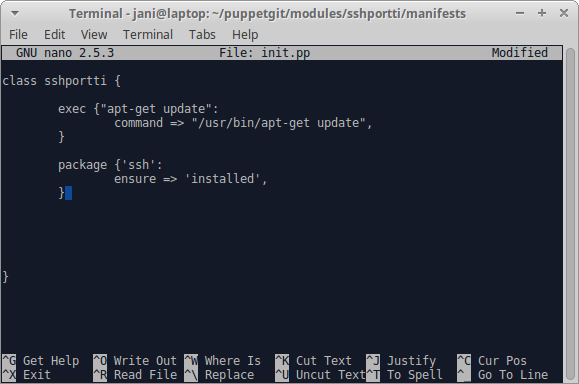 Terminal - jani@laptop: ~/puppetgit/modules/sshportti/manifests
File Edit View Terminal Tabs Help
GNU nano 2.5.3 File: init.pp Modified
class sshportti {
exec {"apt-get update":
command => "/usr/bin/apt-get update",
}
package {'ssh':
ensure => 'installed',
}
}
^G Get Help ^O Write Out ^W Where Is ^K Cut Text ^J Justify ^C Cur Pos
^X Exit ^R Read File ^\ Replace ^U Uncut Text ^T To Spell ^_ Go To Line